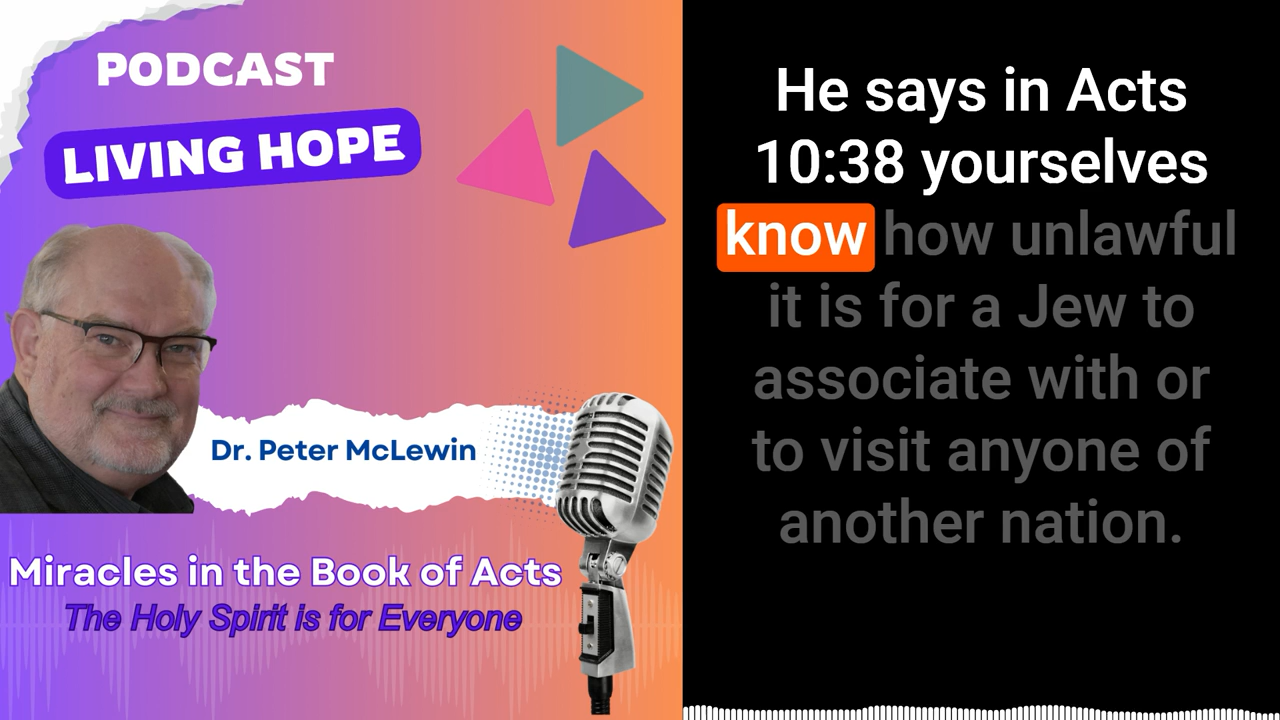 PODCAST
LIVING HOPE
Dr. Peter McLewin
Miracles in the Book of Acts
The Holy Spirit is for Everyone
He says in Acts
10:38 yourselves
know how unlawful
it is for a Jew to
associate with or
to visit anyone of
another nation.